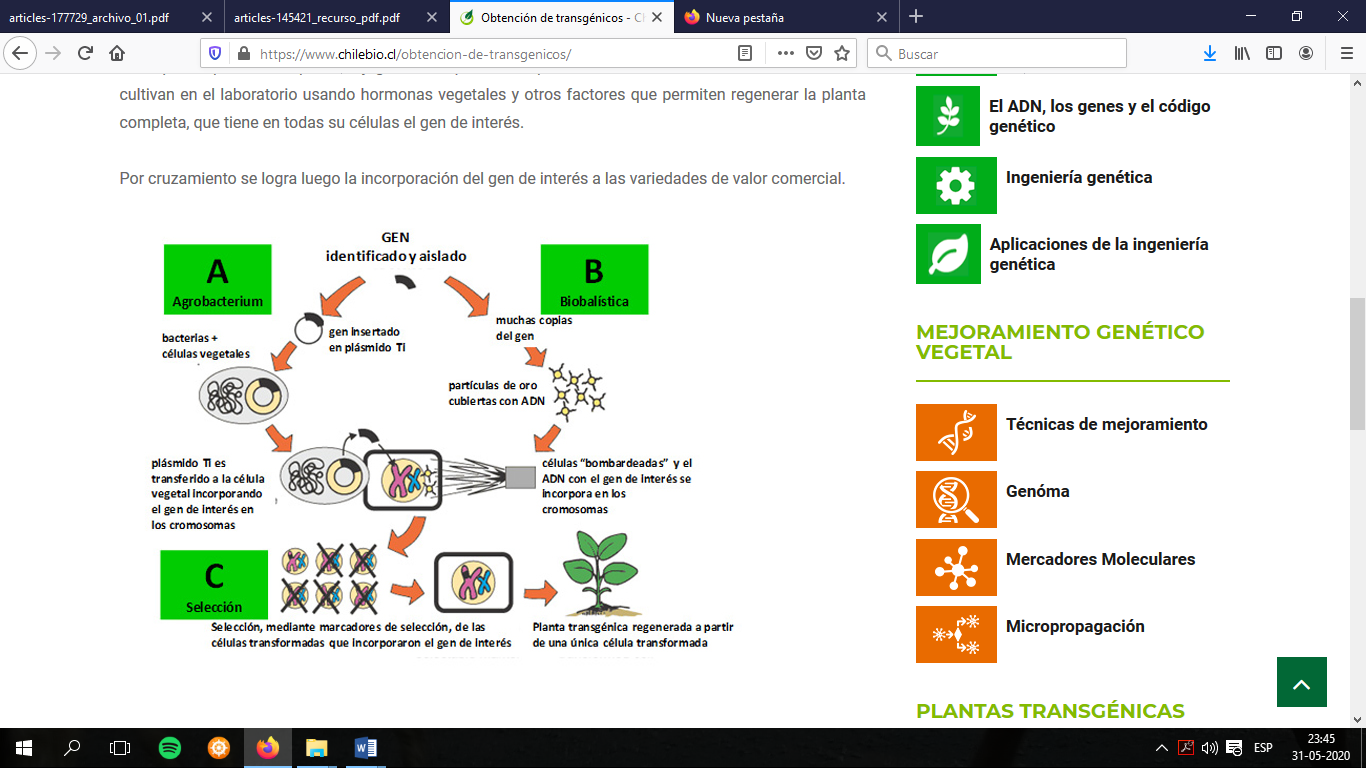 articles-177729_archivo_01.pdf
articles-145421_recurso_pdf.pdf
Obtención de transgénicos - Ch
Nueva pestaña
https://www.chilebio.cl/obtencion-de-transgenicos/
Buscar
cultivan en el laboratorio usando hormonas vegetales y otros factores que permiten regenerar la planta
completa, que tiene en todas su células el gen de interés.
Por cruzamiento se logra luego la incorporación del gen de interés a las variedades de valor comercial.
GEN
identificado y aislado
A
Agrobacterium
B
Biobalística
gen insertado
en plásmido Ti
muchas copias
del gen
bacterias +
células vegetales
partículas de oro
cubiertas con ADN
plásmido Ti es
transferido a la célula
vegetal incorporando
el gen de interés en
los cromosomas
células “bombardeadas” y el
ADN con el gen de interés se
incorpora en los
cromosomas
C
Selección
Selección, mediante marcadores de selección, de las
células transformadas que incorporaron el gen de interés
Planta transgénica regenerada a partir
de una única célula transformada
El ADN, los genes y el código
genético
Ingeniería genética
Aplicaciones de la ingeniería
genética
MEJORAMIENTO GENÉTICO
VEGETAL
Técnicas de mejoramiento
Genóma
Mercadores Moleculares
Micropropagación
PLANTAS TRANSGÉNICAS
ESP
23:45
31-05-2020